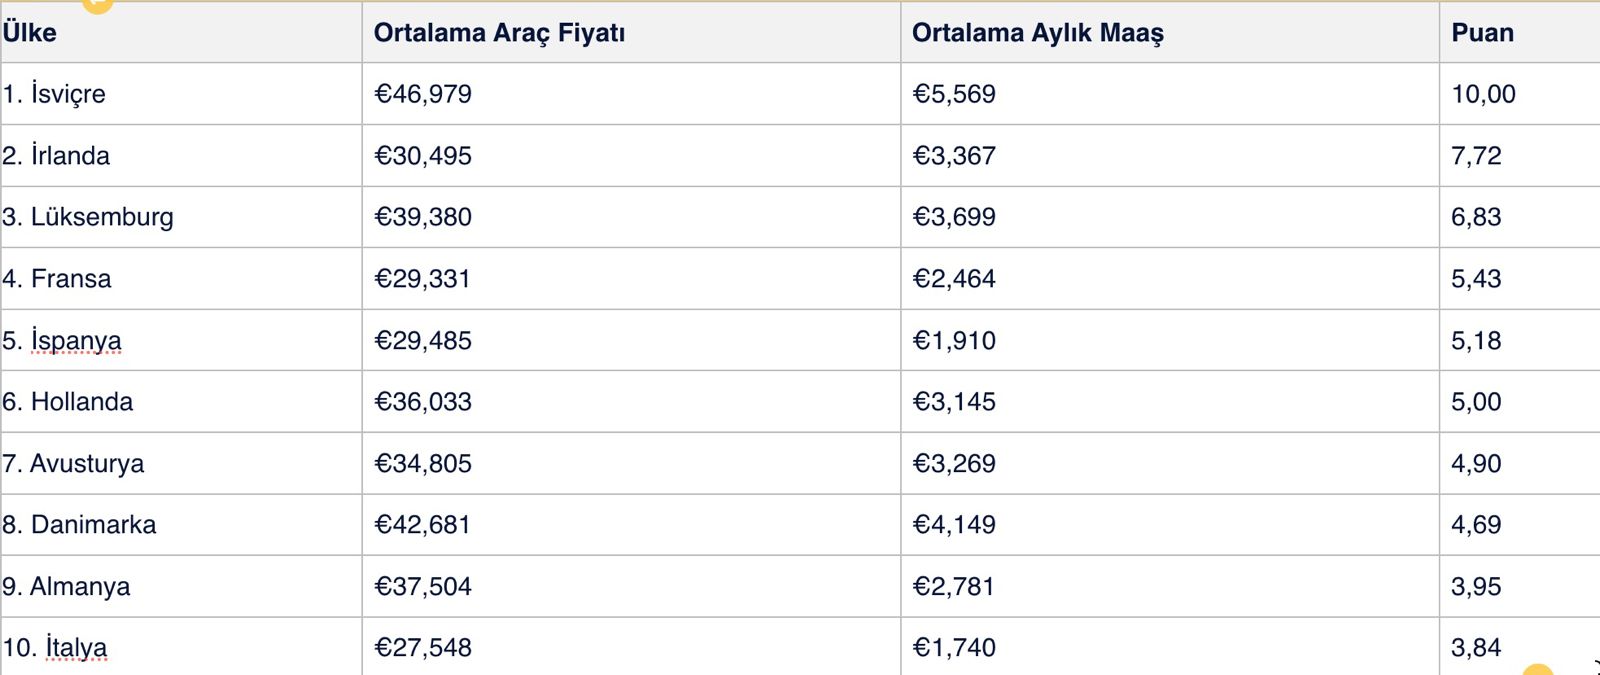 Ülke Ortalama Araç Fiyatı Ortalama Aylık Maaş Puan
1. İsviçre €46,979 €5,569 10,00
2. İrlanda €30,495 €3,367 7,72
3. Lüksemburg €39,380 €3,699 6,83
4. Fransa €29,331 €2,464 5,43
5. İspanya €29,485 €1,910 5,18
6. Hollanda €36,033 €3,145 5,00
7. Avusturya €34,805 €3,269 4,90
8. Danimarka €42,681 €4,149 4,69
9. Almanya €37,504 €2,781 3,95
10. İtalya €27,548 €1,740 3,84